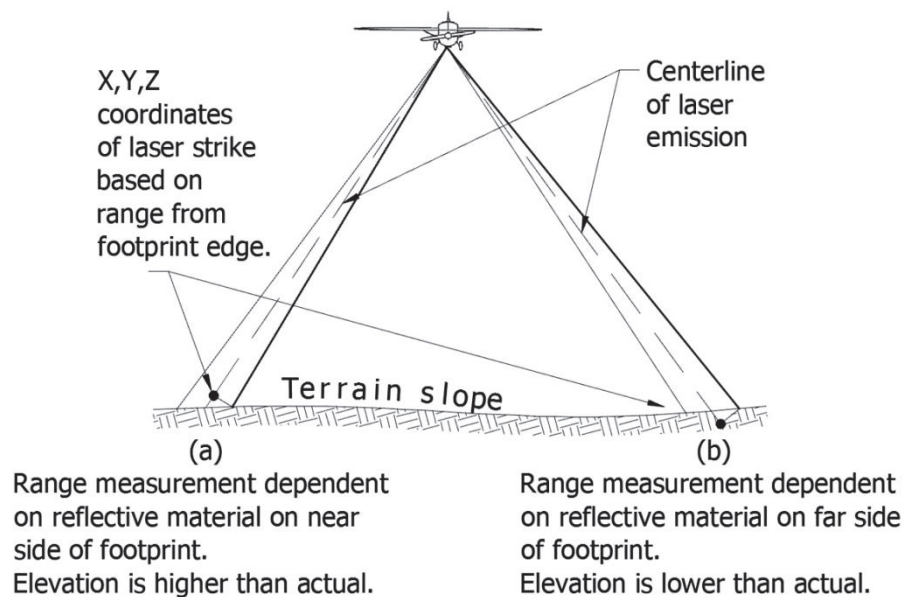 X,Y,Z
coordinates
of laser strike
based on
range from
footprint edge.
Centerline
of laser
emission
Terrain slope
(a)
Range measurement dependent
on reflective material on near
side of footprint.
Elevation is higher than actual.
(b)
Range measurement dependent
on reflective material on far side
of footprint.
Elevation is lower than actual.